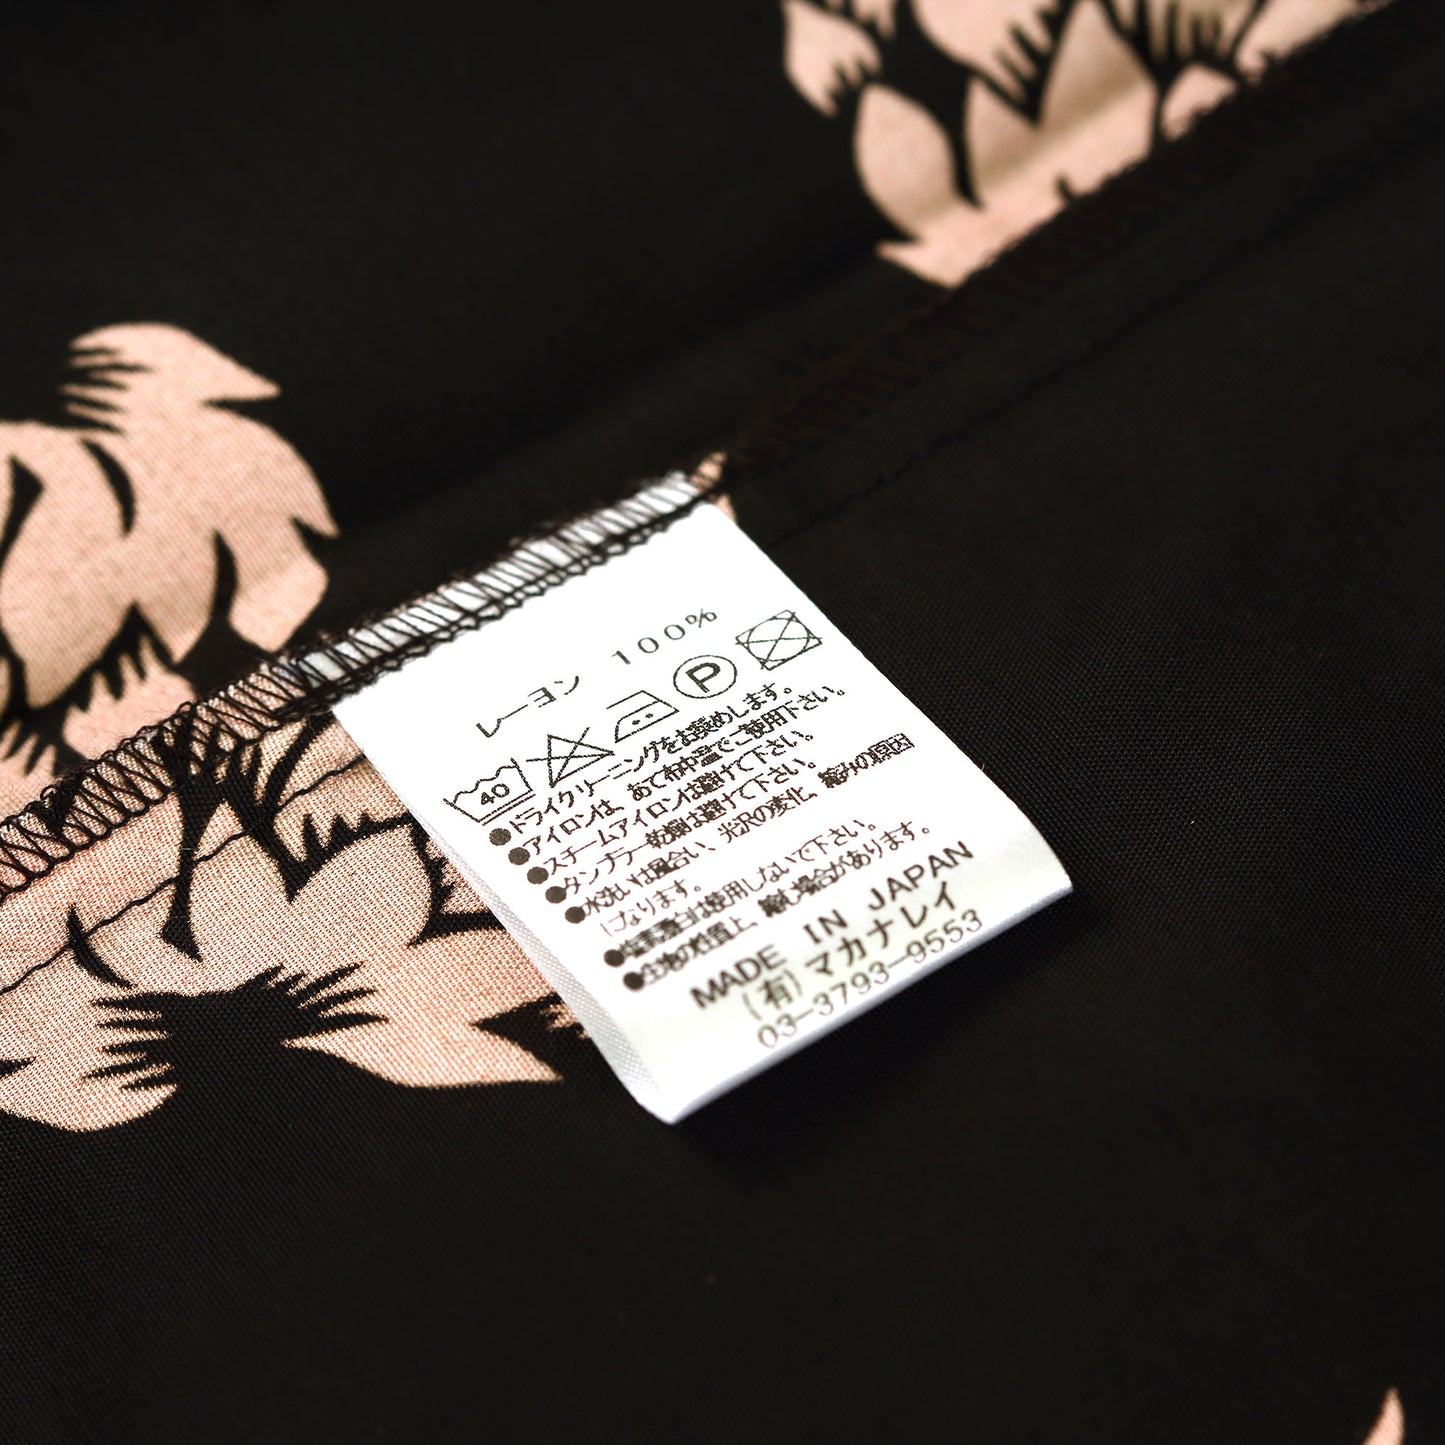 レーヨン 100%
40 P
●ドライクリーニングをお奨めします。
●アイロンは、あて布中温でご使用下さい。
●スチームアイロンは避けて下さい。
●タンブラー乾燥は避けて下さい。
●水洗いは風合い、光沢の変化、縮みの原因
になります。
●塩素漂白は使用しないで下さい。
●生地の性質上、縮む場合があります。
MADE IN JAPAN
(有)マカナレイ
03-3793-9553